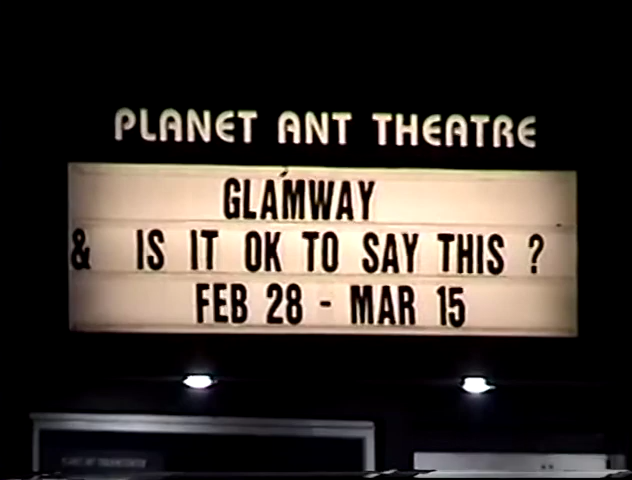 PLANET ANT THEATRE
GLAMWAY
& IS IT OK TO SAY THIS ?
FEB 28 - MAR 15